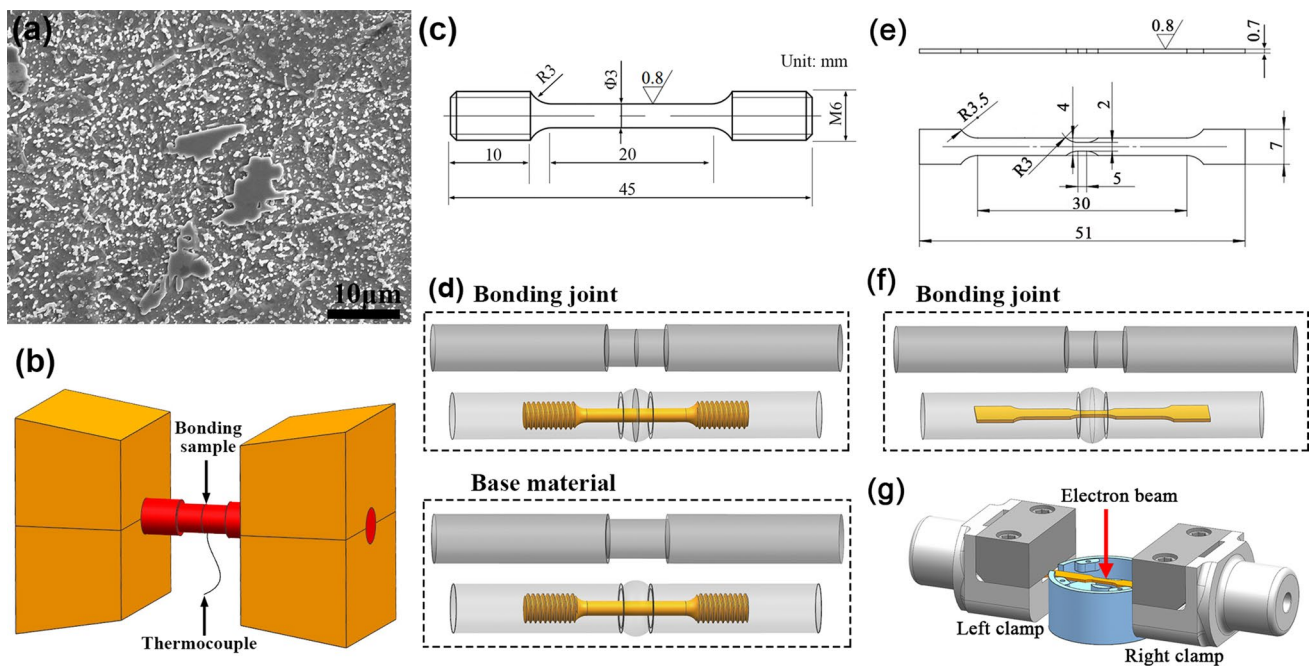 (a)
10μm
(b)
Bonding
sample
Thermocouple
(c)
Unit: mm
R3
Φ3
0.8
M6
10
20
45
(d)
Bonding joint
Base material
(e)
0.8
0.7
R3.5
4
2
R3
7
5
30
51
(f)
Bonding joint
(g)
Electron beam
Left clamp
Right clamp